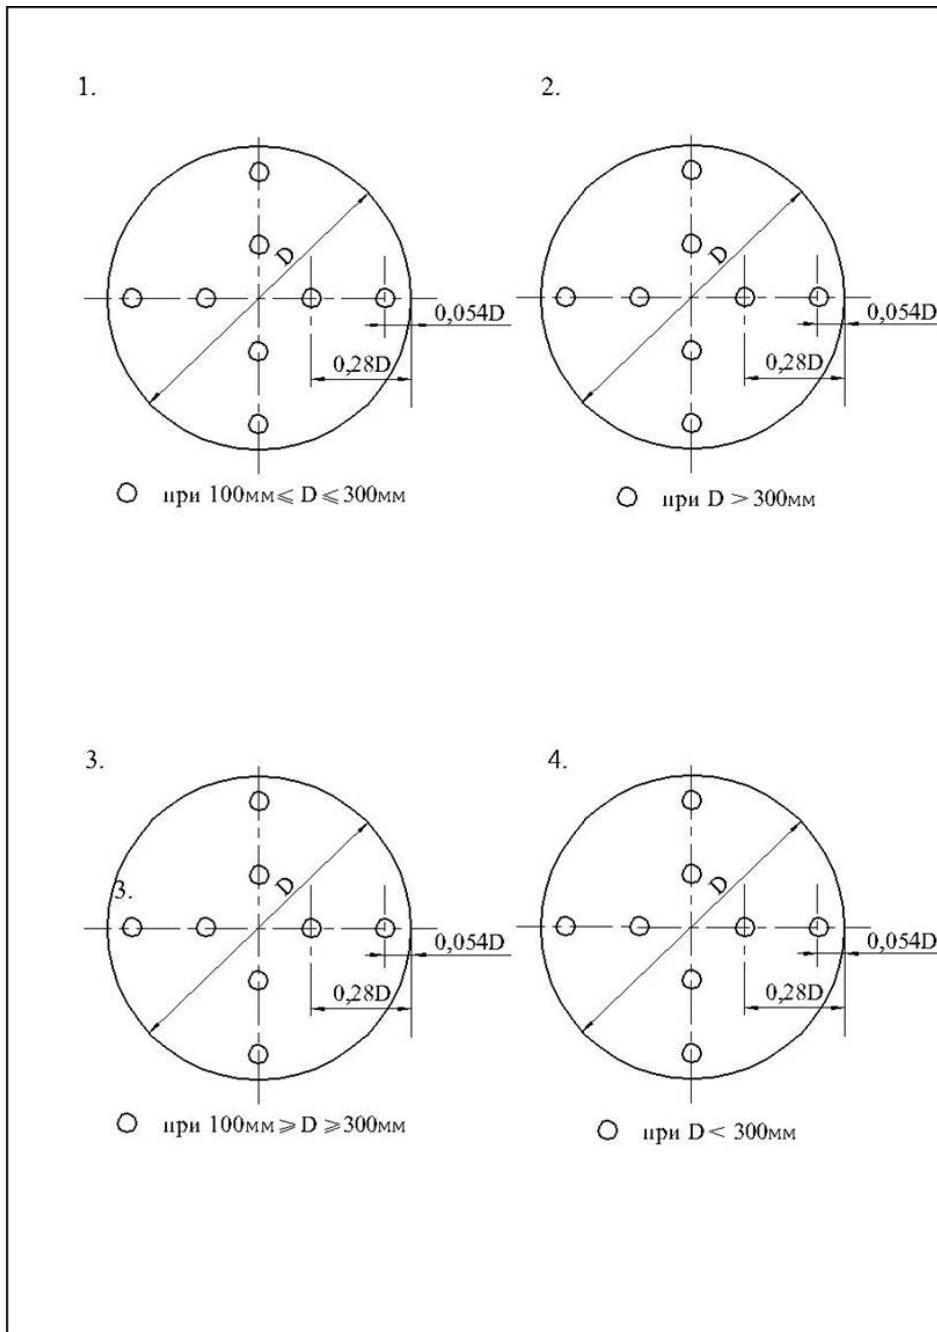 1.
2.
D
0,054D
0,28D
D
0,054D
0,28D
при 100мм ⩽ D ⩽ 300мм
при D > 300мм
3.
4.
D
3.
0,054D
0,28D
D
0,054D
0,28D
при 100мм ⩾ D ⩾ 300мм
при D < 300мм